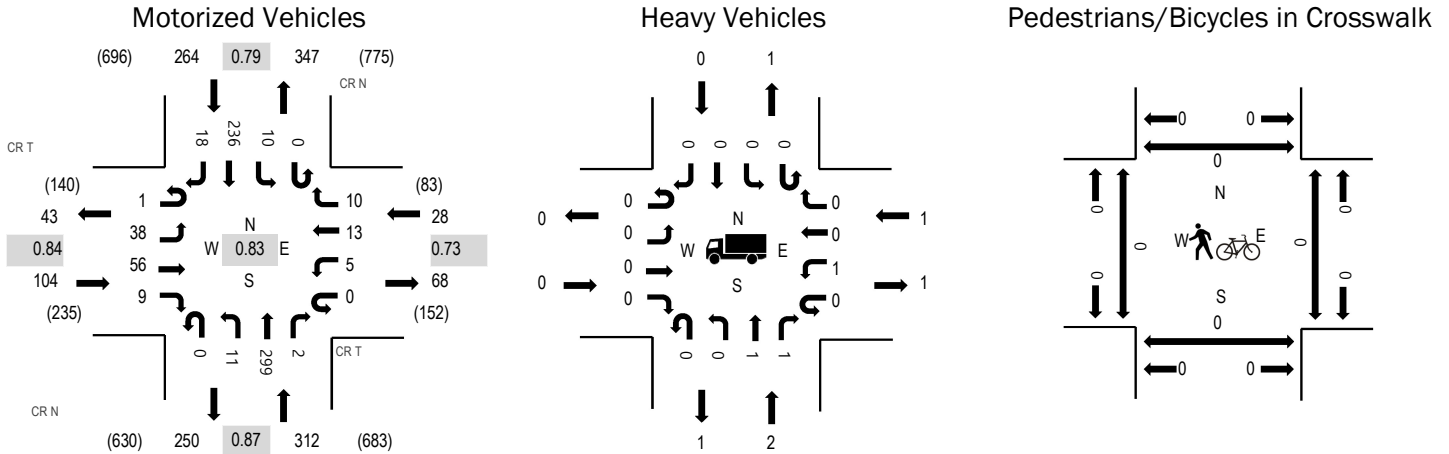 Motorized Vehicles
(696) 264 0.79 347 (775)
CR N
18 236 10 0
CR T
(140) 1 10 (83)
43 28
38 N 13
0.84 W 0.83 E 0.73
56 5
104 S 68
9 0
(235) (152)
0 11 299 2
CR T
CR N
(630) 250 0.87 312 (683)
Heavy Vehicles
0 1
0 0 0 0
0 0
0 1
0 N 0
W E
0 1
0 S 1
0 0
0 0 1 1
1 2
Pedestrians/Bicycles in Crosswalk
0 0
0
N
0 0
W E
0 0
0 0
S
0
0 0